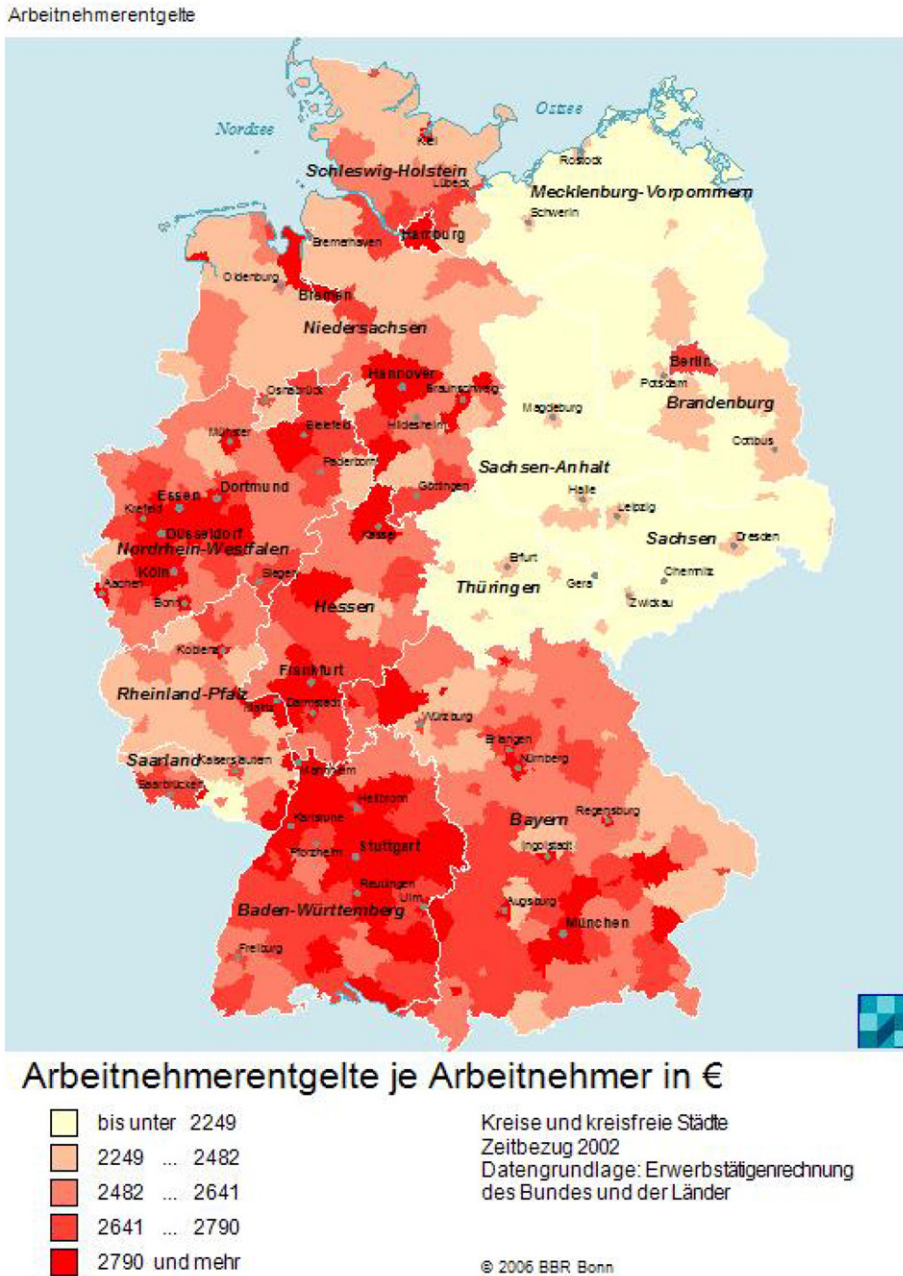 Arbeitnehmerentgelte
Nordsee
Ostsee
Kiel
Rostock
Schleswig-Holstein
Lübeck
Mecklenburg-Vorpommern
Schwerin
Hamburg
Bremerhaven
Oldenburg
Bremen
Niedersachsen
Berlin
Hannover
Potsdam
Osnabrück
Braunschweig
Brandenburg
Magdeburg
Münster
Bielefeld
Hildesheim
Cottbus
Paderborn
Sachsen-Anhalt
Göttingen
Halle
Essen
Dortmund
Krefeld
Leipzig
Düsseldorf
Kassel
Sachsen
Dresden
Nordrhein-Westfalen
Erfurt
Köln
Thüringen
Gera
Chemnitz
Siegen
Aachen
Zwickau
Bonn
Hessen
Koblenz
Frankfurt
Rheinland-Pfalz
Mainz
Darmstadt
Würzburg
Erlangen
Saarland
Kaiserslautern
Mannheim
Nürnberg
Saarbrücken
Heilbronn
Regensburg
Karlsruhe
Bayern
Pforzheim
Stuttgart
Ingolstadt
Reutlingen
Ulm
Augsburg
Baden-Württemberg
München
Freiburg
Arbeitnehmerentgelte je Arbeitnehmer in €
bis unter 2249
2249 ... 2482
2482 ... 2641
2641 ... 2790
2790 und mehr
Kreise und kreisfreie Städte
Zeitbezug 2002
Datengrundlage: Erwerbstätigenrechnung
des Bundes und der Länder
© 2006 BBR Bonn